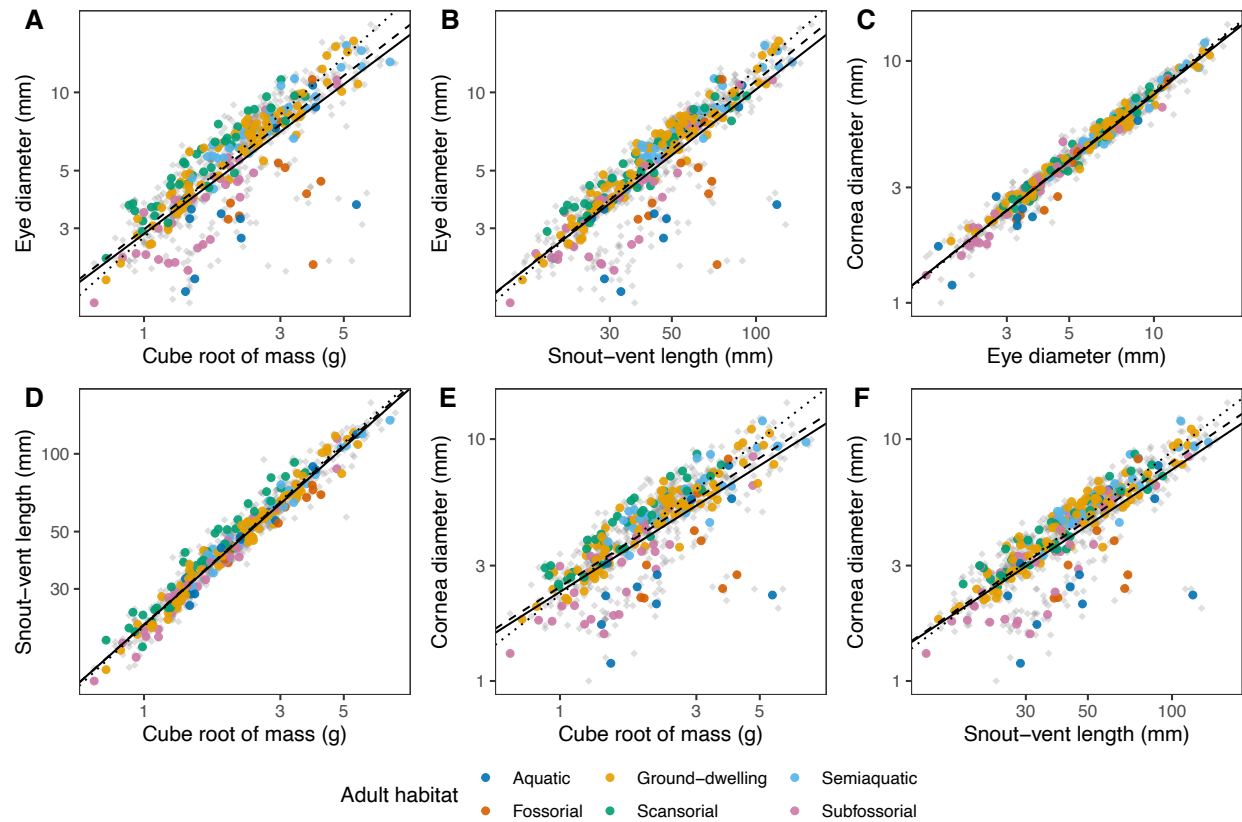 A
B
C
10
5
3
Eye diameter (mm)
1
3
5
Cube root of mass (g)
10
5
3
Eye diameter (mm)
30
50
100
Snout−vent length (mm)
10
3
1
Cornea diameter (mm)
3
5
10
Eye diameter (mm)
D
E
F
100
50
30
Snout−vent length (mm)
1
3
5
Cube root of mass (g)
10
3
1
Cornea diameter (mm)
1
3
5
Cube root of mass (g)
10
3
1
Cornea diameter (mm)
30
50
100
Snout−vent length (mm)
Adult habitat
Aquatic
Ground−dwelling
Semiaquatic
Fossorial
Scansorial
Subfossorial